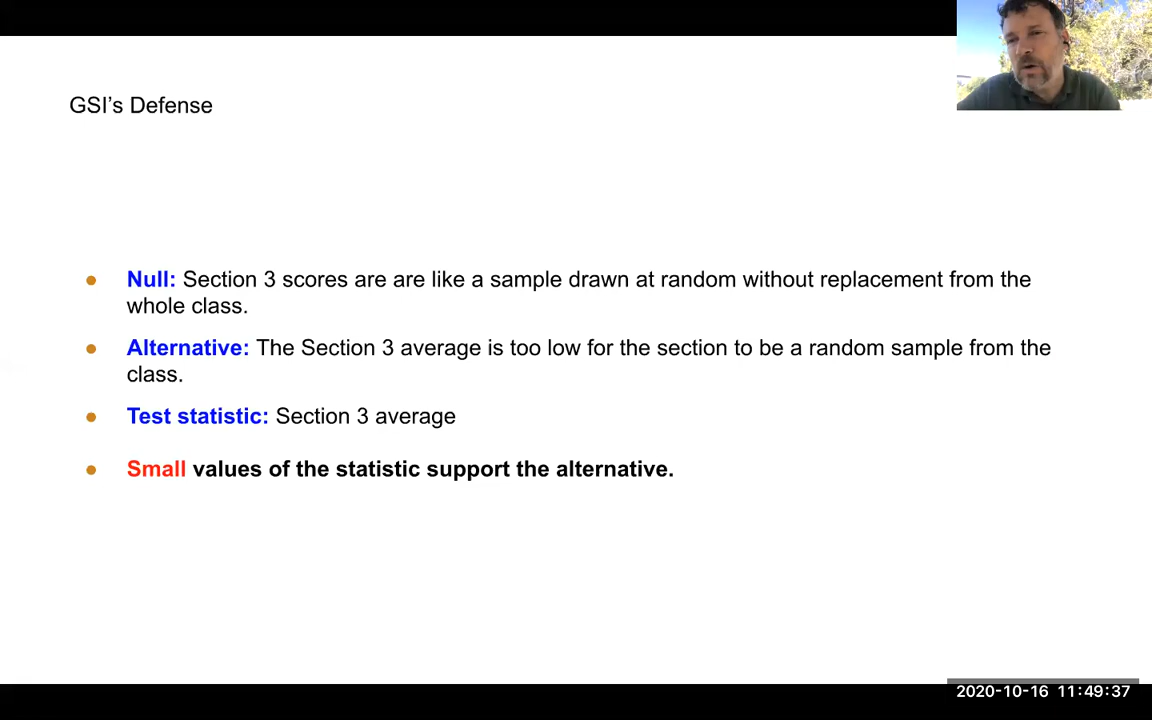 GSI's Defense
Null: Section 3 scores are are like a sample drawn at random without replacement from the
whole class.
Alternative: The Section 3 average is too low for the section to be a random sample from the
class.
Test statistic: Section 3 average
Small values of the statistic support the alternative.
2020-10-16 11:49:37